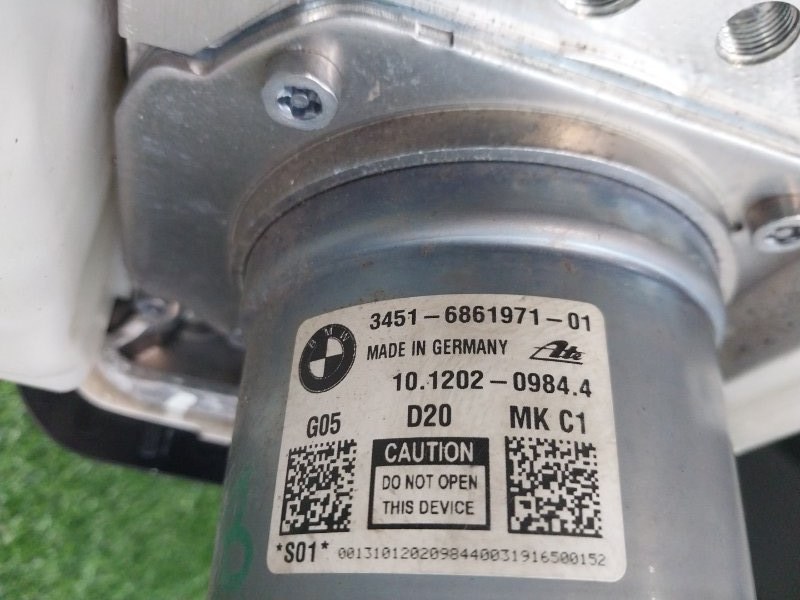 3451-6861971-01
BMW
MADE IN GERMANY Ate
10.1202-0984.4
G05 D20 MK C1
CAUTION
DO NOT OPEN
THIS DEVICE
*S01* 0013101202098440031916500152